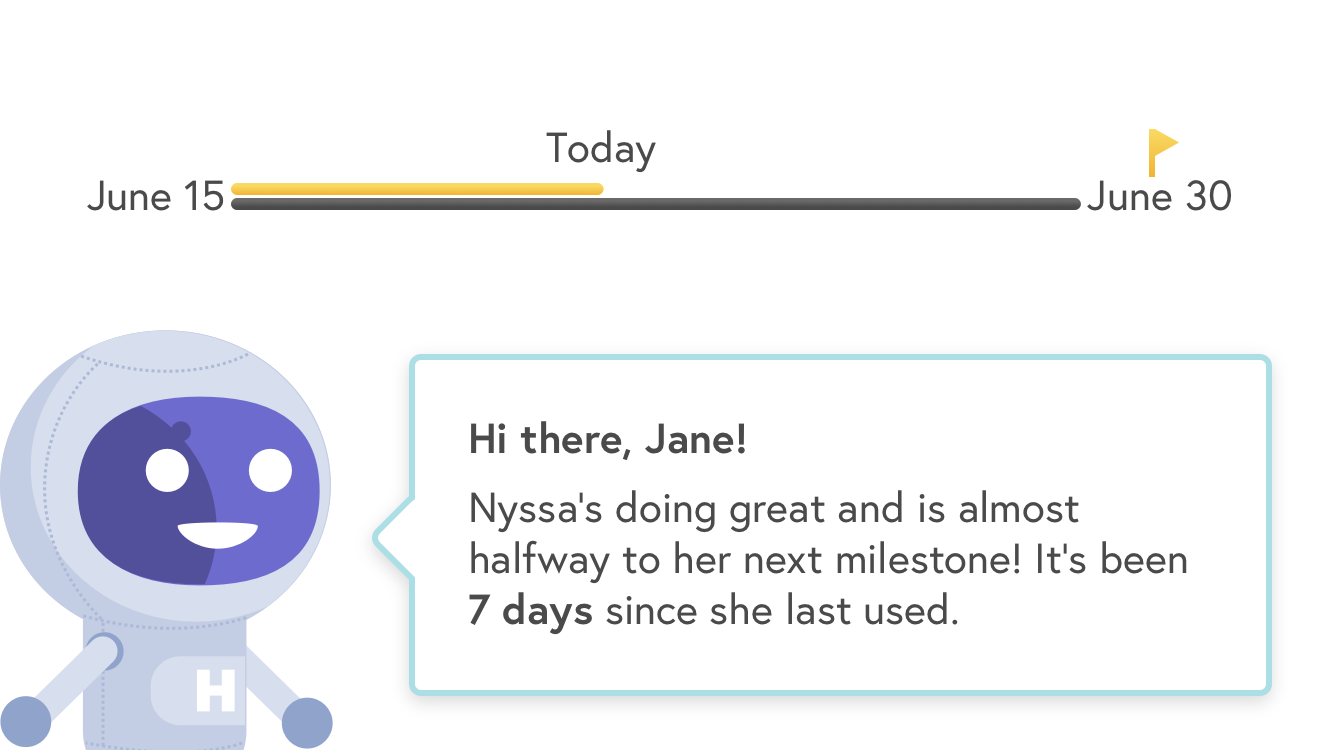 Today
June 15
June 30
Hi there, Jane!
Nyssa's doing great and is almost
halfway to her next milestone! It's been
7 days since she last used.
H